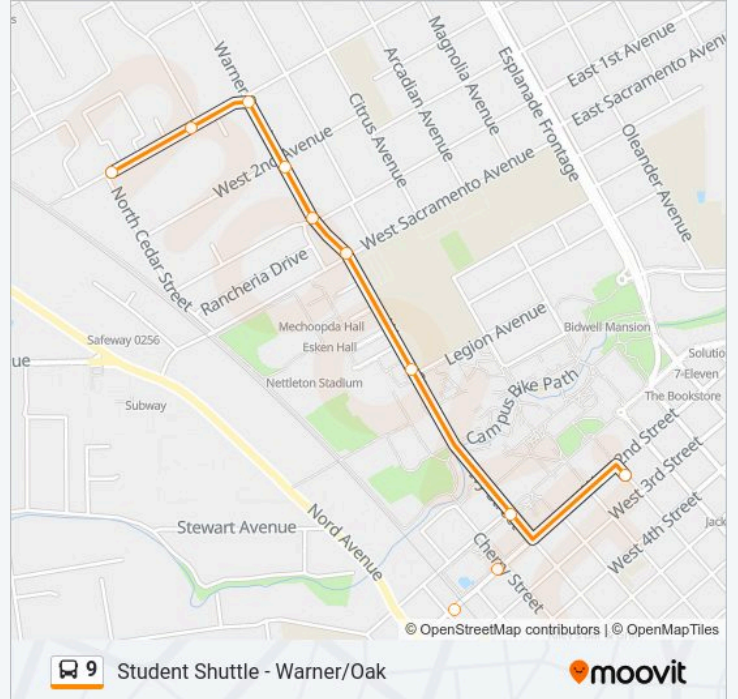 Warner
Magnolia Avenue
Arcadian Avenue
Citrus Avenue
Esplanade Frontage
East 1st Avenue
East Sacramento Aven
Oleander Avenue
West 2nd Avenue
West Sacramento Avenue
North Cedar Street
Rancheria Drive
Mechoopda Hall
Esken Hall
Nettleton Stadium
Legion Avenue
Bidwell Mansion
Safeway 0256
ue
Subway
Solutio
7-Eleven
The Bookstore
Campus Bike Path
2nd Street
West 3rd Street
West 4th Street
Jack
Stewart Avenue
Nord Avenue
Cherry Street
© OpenStreetMap contributors | © OpenMapTiles
9 Student Shuttle - Warner/Oak
moovit